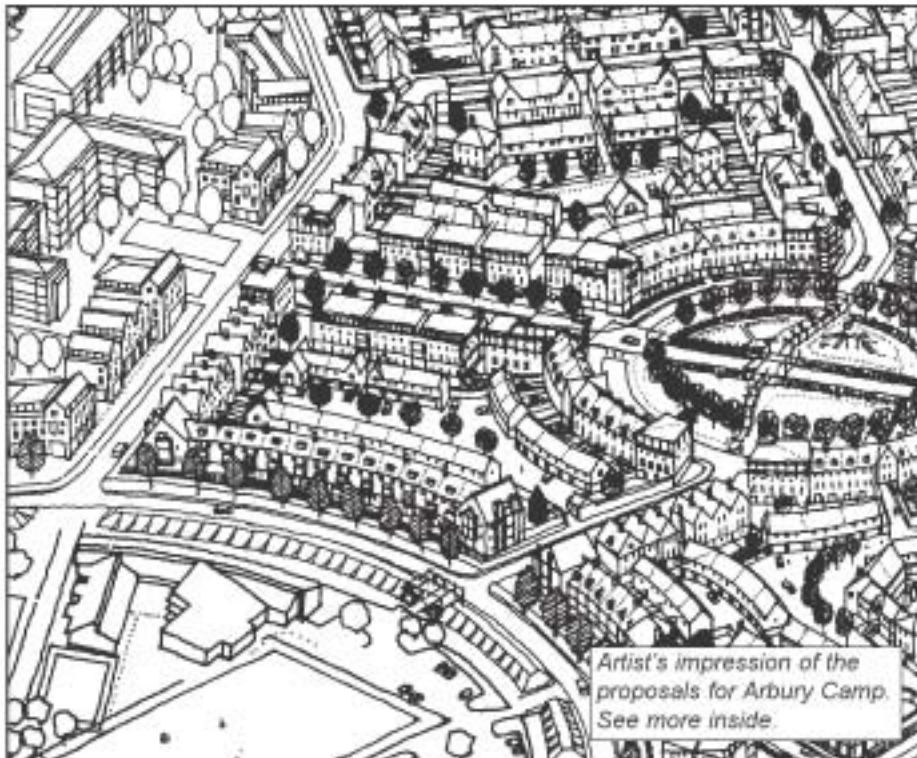 Artist's impression of the
proposals for Arbury Camp.
See more inside.